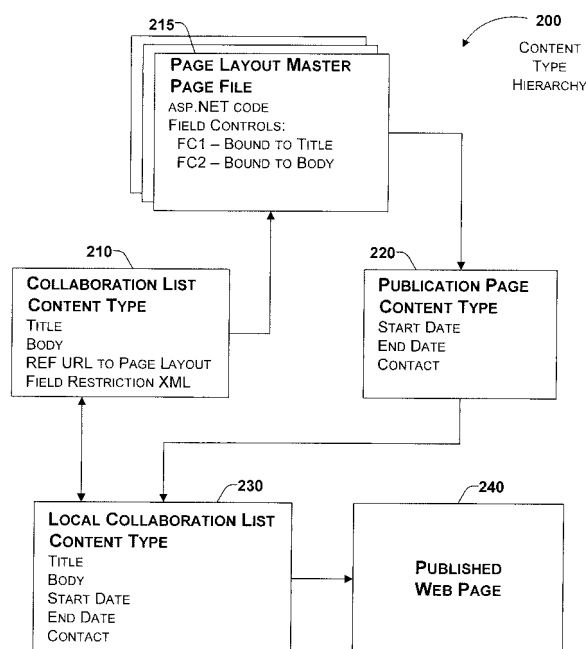 215
200
CONTENT
TYPE
HIERARCHY
PAGE LAYOUT MASTER
PAGE FILE
ASP.NET CODE
FIELD CONTROLS:
FC1 – BOUND TO TITLE
FC2 – BOUND TO BODY
210
COLLABORATION LIST
CONTENT TYPE
TITLE
BODY
REF URL TO PAGE LAYOUT
FIELD RESTRICTION XML
220
PUBLICATION PAGE
CONTENT TYPE
START DATE
END DATE
CONTACT
230
LOCAL COLLABORATION LIST
CONTENT TYPE
TITLE
BODY
START DATE
END DATE
CONTACT
240
PUBLISHED
WEB PAGE